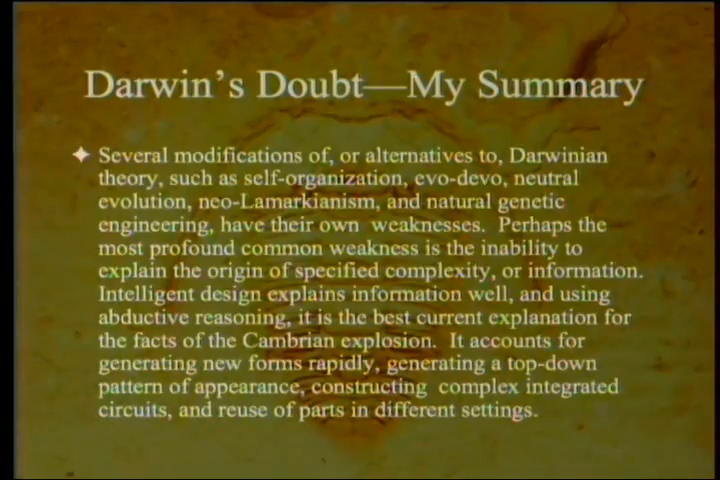 Darwin's Doubt—My Summary
Several modifications of, or alternatives to, Darwinian
theory, such as self-organization, evo-devo, neutral
evolution, neo-Lamarkianism, and natural genetic
engineering, have their own weaknesses. Perhaps the
most profound common weakness is the inability to
explain the origin of specified complexity, or information.
Intelligent design explains information well, and using
abductive reasoning, it is the best current explanation for
the facts of the Cambrian explosion. It accounts for
generating new forms rapidly, generating a top-down
pattern of appearance, constructing complex integrated
circuits, and reuse of parts in different settings.